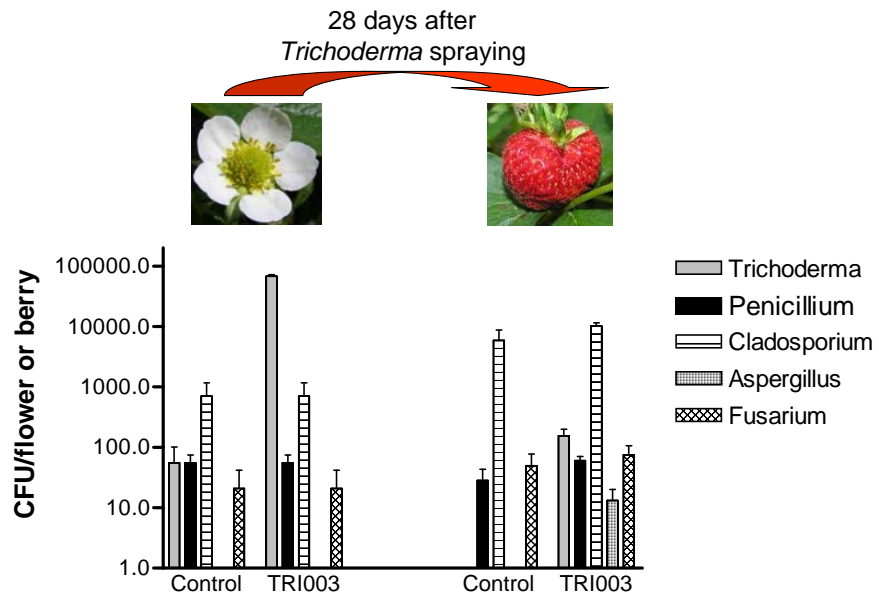 28 days after
Trichoderma spraying
CFU/flower or berry
100000.0
10000.0
1000.0
100.0
10.0
1.0
Control TRI003 Control TRI003
Trichoderma
Penicillium
Cladosporium
Aspergillus
Fusarium